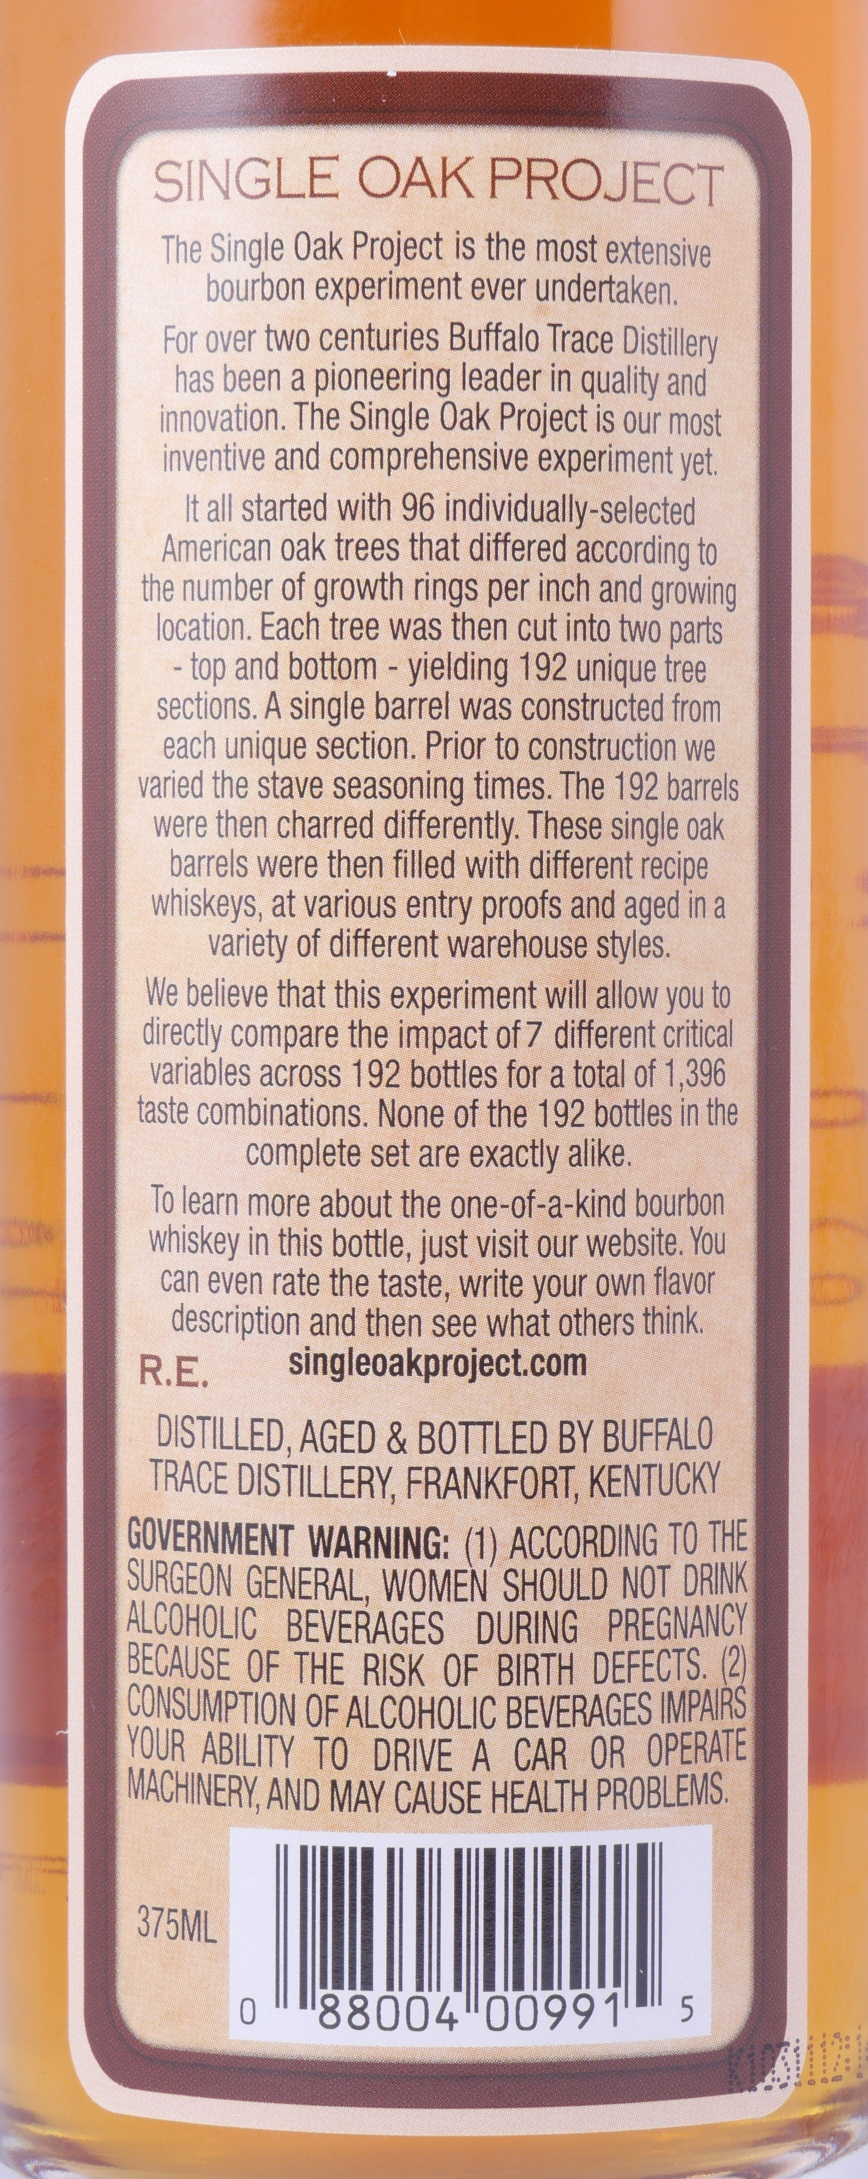 SINGLE OAK PROJECT
The Single Oak Project is the most extensive
bourbon experiment ever undertaken.
For over two centuries Buffalo Trace Distillery
has been a pioneering leader in quality and
innovation. The Single Oak Project is our most
inventive and comprehensive experiment yet.
It all started with 96 individually-selected
American oak trees that differed according to
the number of growth rings per inch and growing
location. Each tree was then cut into two parts
- top and bottom - yielding 192 unique tree
sections. A single barrel was constructed from
each unique section. Prior to construction we
varied the stave seasoning times. The 192 barrels
were then charred differently. These single oak
barrels were then filled with different recipe
whiskeys, at various entry proofs and aged in a
variety of different warehouse styles.
We believe that this experiment will allow you to
directly compare the impact of 7 different critical
variables across 192 bottles for a total of 1,396
taste combinations. None of the 192 bottles in the
complete set are exactly alike.
To learn more about the one-of-a-kind bourbon
whiskey in this bottle, just visit our website. You
can even rate the taste, write your own flavor
description and then see what others think.
R.E. singleoakproject.com
DISTILLED, AGED & BOTTLED BY BUFFALO
TRACE DISTILLERY, FRANKFORT, KENTUCKY
GOVERNMENT WARNING: (1) ACCORDING TO THE
SURGEON GENERAL, WOMEN SHOULD NOT DRINK
ALCOHOLIC BEVERAGES DURING PREGNANCY
BECAUSE OF THE RISK OF BIRTH DEFECTS. (2)
CONSUMPTION OF ALCOHOLIC BEVERAGES IMPAIRS
YOUR ABILITY TO DRIVE A CAR OR OPERATE
MACHINERY, AND MAY CAUSE HEALTH PROBLEMS.
375ML
0 88004 00991 5